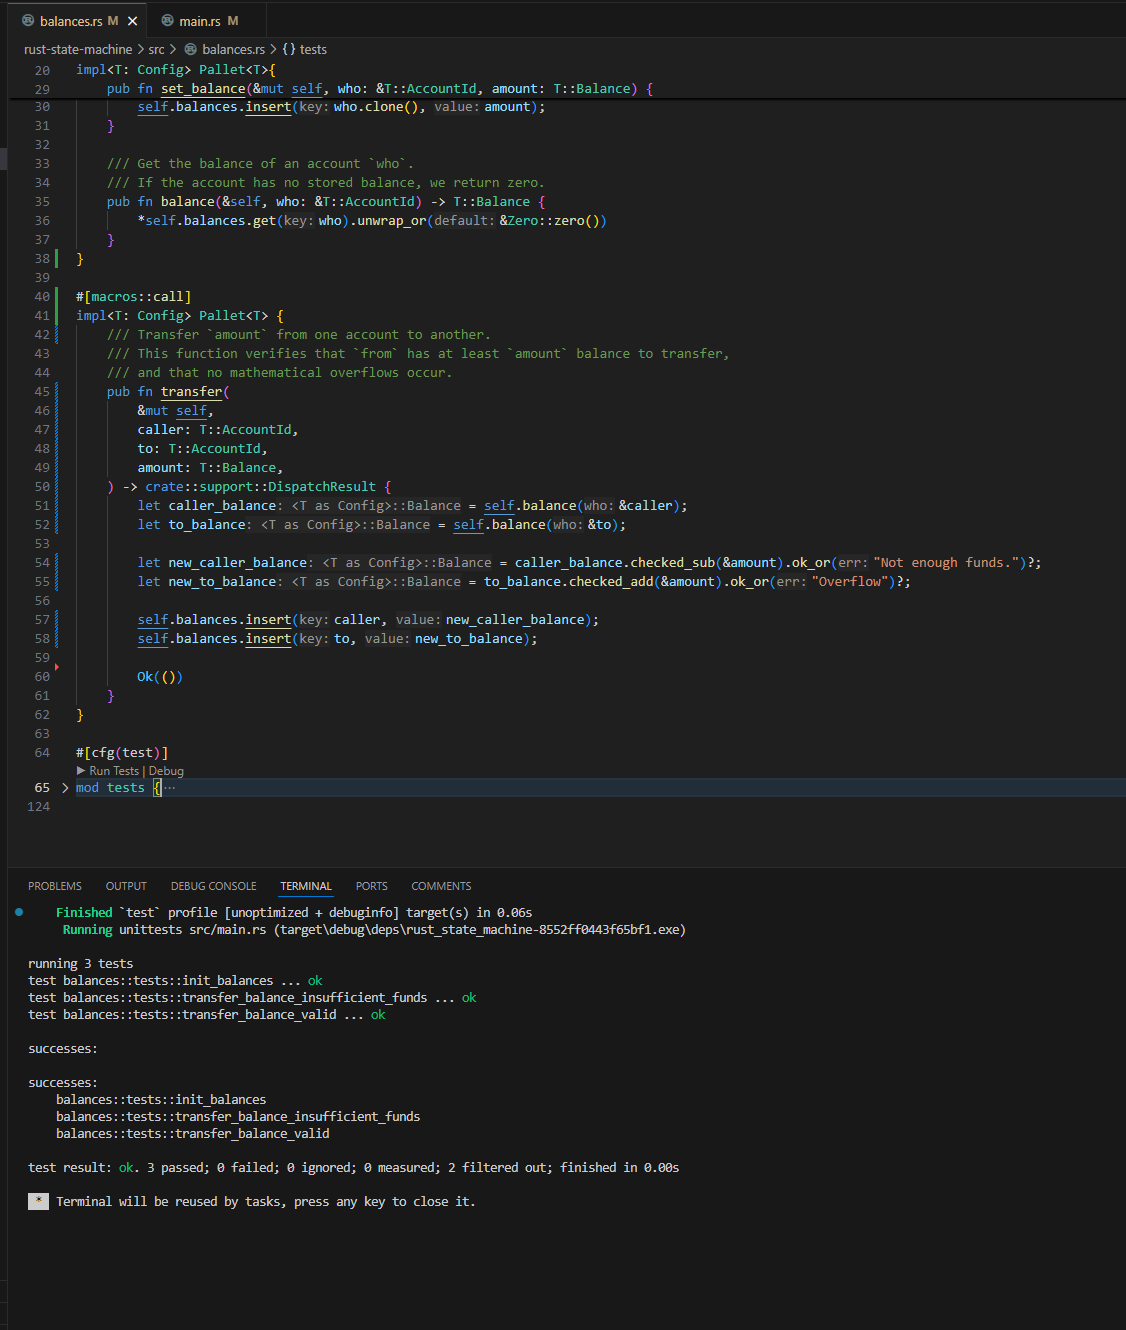 balances.rs M ×
main.rs M
rust-state-machine > src > balances.rs > {} tests
20 impl<T: Config> Pallet<T>{
29     pub fn set_balance(&mut self, who: &T::AccountId, amount: T::Balance) {
30         self.balances.insert(key: who.clone(), value: amount);
31     }
32
33     /// Get the balance of an account `who`.
34     /// If the account has no stored balance, we return zero.
35     pub fn balance(&self, who: &T::AccountId) -> T::Balance {
36         *self.balances.get(key: who).unwrap_or(default: &Zero::zero())
37     }
38 }
39
40 #[macros::call]
41 impl<T: Config> Pallet<T> {
42     /// Transfer `amount` from one account to another.
43     /// This function verifies that `from` has at least `amount` balance to transfer,
44     /// and that no mathematical overflows occur.
45     pub fn transfer(
46         &mut self,
47         caller: T::AccountId,
48         to: T::AccountId,
49         amount: T::Balance,
50     ) -> crate::support::DispatchResult {
51         let caller_balance: <T as Config>::Balance = self.balance(who: &caller);
52         let to_balance: <T as Config>::Balance = self.balance(who: &to);
53
54         let new_caller_balance: <T as Config>::Balance = caller_balance.checked_sub(&amount).ok_or(err: "Not enough funds.")?;
55         let new_to_balance: <T as Config>::Balance = to_balance.checked_add(&amount).ok_or(err: "Overflow")?;
56
57         self.balances.insert(key: caller, value: new_caller_balance);
58         self.balances.insert(key: to, value: new_to_balance);
59
60         Ok(())
61     }
62 }
63
64 #[cfg(test)]
▶ Run Tests | Debug
65 > mod tests {···
124
PROBLEMS OUTPUT DEBUG CONSOLE TERMINAL PORTS COMMENTS
Finished `test` profile [unoptimized + debuginfo] target(s) in 0.06s
Running unittests src/main.rs (target\debug\deps\rust_state_machine-8552ff0443f65bf1.exe)
running 3 tests
test balances::tests::init_balances ... ok
test balances::tests::transfer_balance_insufficient_funds ... ok
test balances::tests::transfer_balance_valid ... ok
successes:
successes:
    balances::tests::init_balances
    balances::tests::transfer_balance_insufficient_funds
    balances::tests::transfer_balance_valid
test result: ok. 3 passed; 0 failed; 0 ignored; 0 measured; 2 filtered out; finished in 0.00s
* Terminal will be reused by tasks, press any key to close it.